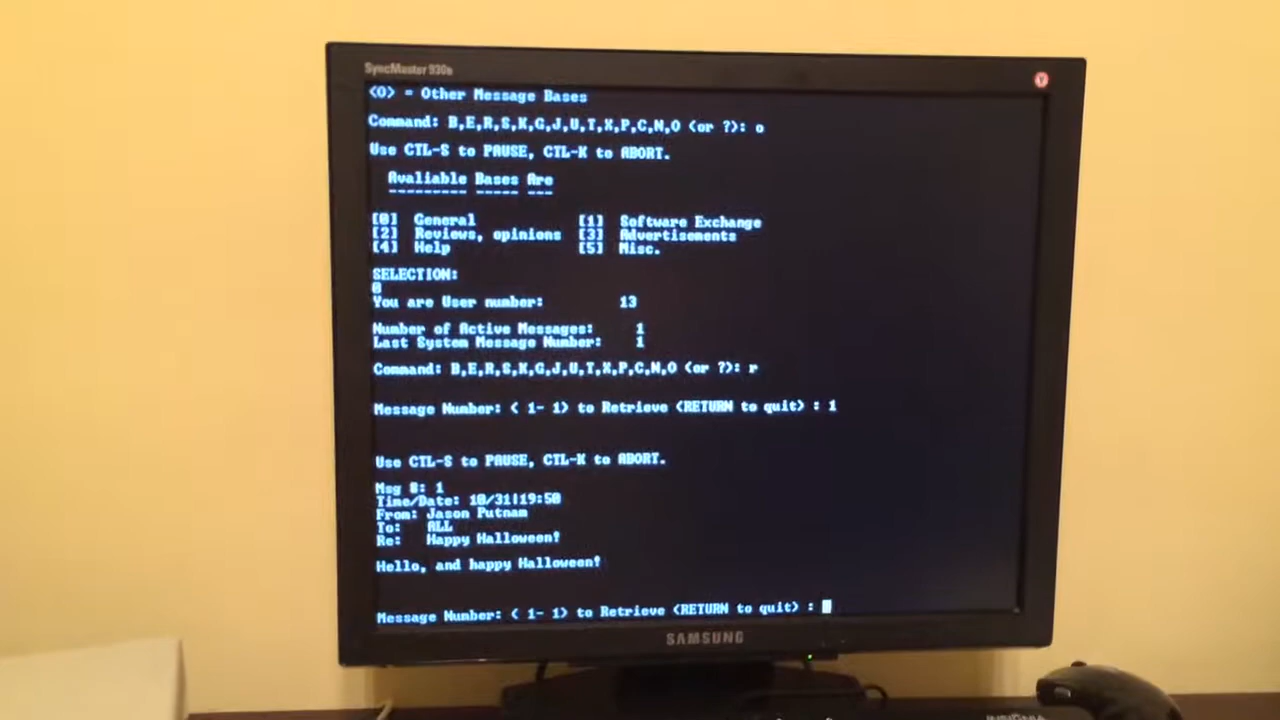 SyncMaster 930B
<O> = Other Message Bases
Command: B,E,R,S,K,G,J,U,T,X,P,C,N,O <or ?>: o
Use CTL-S to PAUSE, CTL-K to ABORT.
Avaliable Bases Are
--------- ----- ---
[0] General [1] Software Exchange
[2] Reviews, opinions [3] Advertisements
[4] Help [5] Misc.
SELECTION:
0
You are User number: 13
Number of Active Messages: 1
Last System Message Number: 1
Command: B,E,R,S,K,G,J,U,T,X,P,C,N,O <or ?>: r
Message Number: ( 1- 1) to Retrieve <RETURN to quit> : 1
Use CTL-S to PAUSE, CTL-K to ABORT.
Msg #: 1
Time/Date: 10/31!19:50
From: Jason Putnam
To: ALL
Re: Happy Halloween!
Hello, and happy Halloween!
Message Number: ( 1- 1) to Retrieve <RETURN to quit> :
SAMSUNG
INSIGNIA